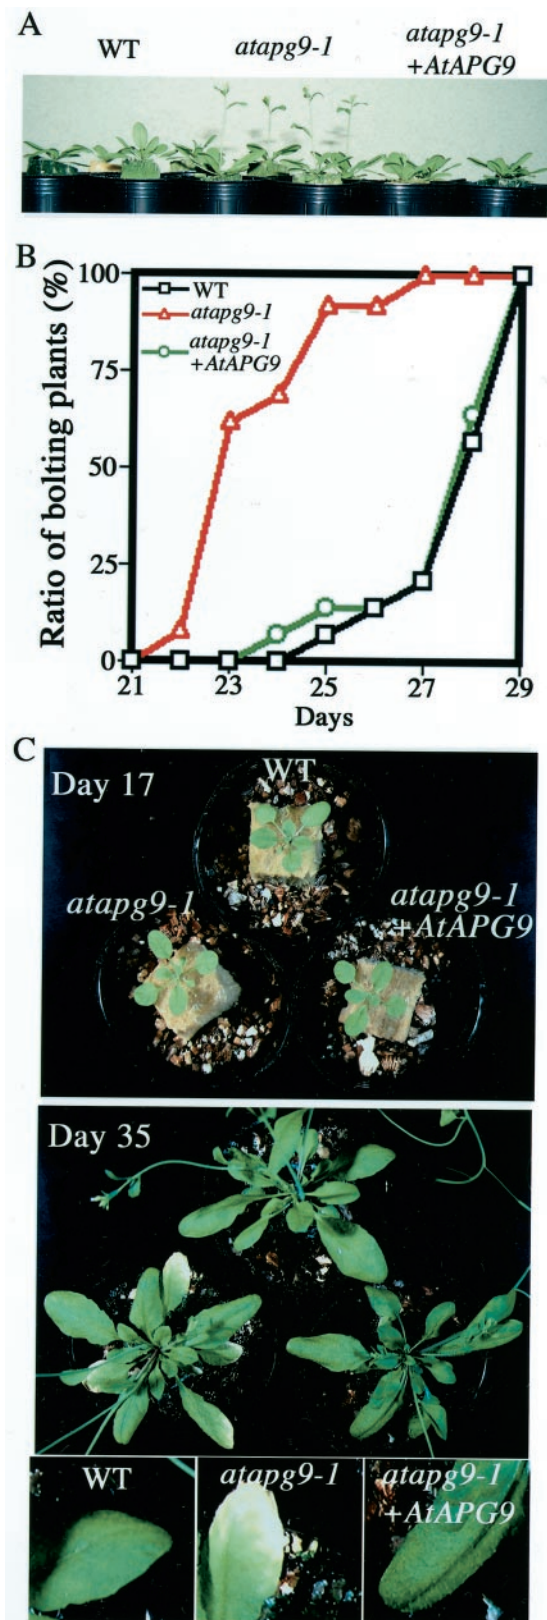 A
WT
atapg9-1
atapg9-1
+AtAPG9
B
Ratio of bolting plants (%)
100
75
50
25
0
WT
atapg9-1
atapg9-1
+AtAPG9
21 23 25 27 29
Days
C
Day 17
WT
atapg9-1
atapg9-1
+AtAPG9
Day 35
WT
atapg9-1
atapg9-1
+AtAPG9